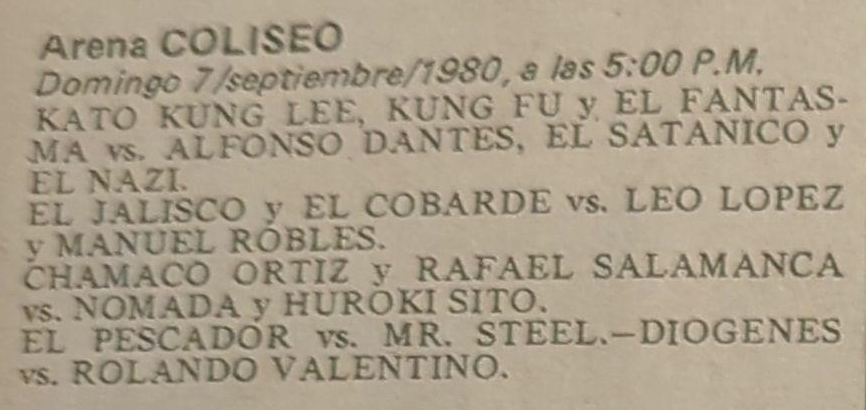 Arena COLISEO
Domingo 7/septiembre/1980, a las 5:00 P.M.
KATO KUNG LEE, KUNG FU y EL FANTAS-
MA vs. ALFONSO DANTES, EL SATANICO y
EL NAZI.
EL JALISCO y EL COBARDE vs. LEO LOPEZ
y MANUEL ROBLES.
CHAMACO ORTIZ y RAFAEL SALAMANCA
vs. NOMADA y HUROKI SITO.
EL PESCADOR vs. MR. STEEL.—DIOGENES
vs. ROLANDO VALENTINO.